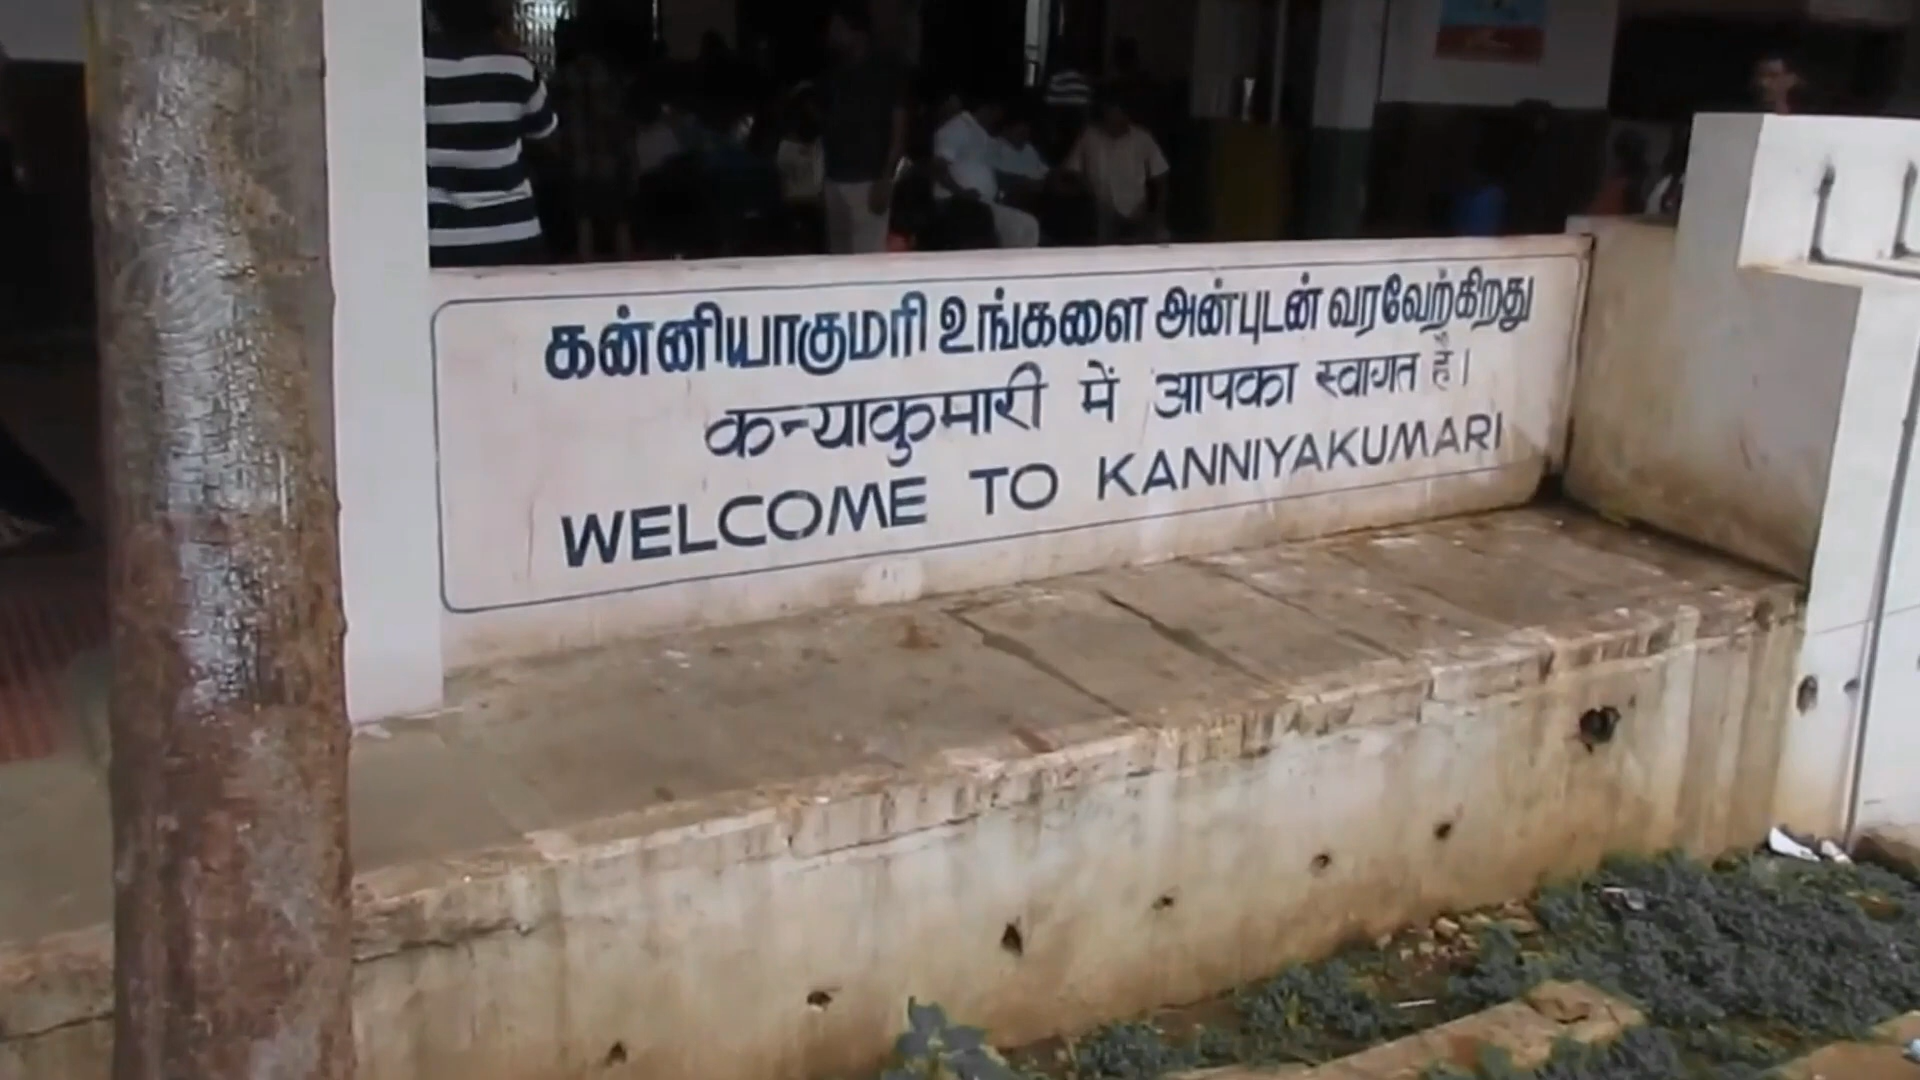 கன்னியாகுமரி உங்களை அன்புடன் வரவேற்கிறது
कन्याकुमारी में आपका स्वागत है।
WELCOME TO KANNIYAKUMARI